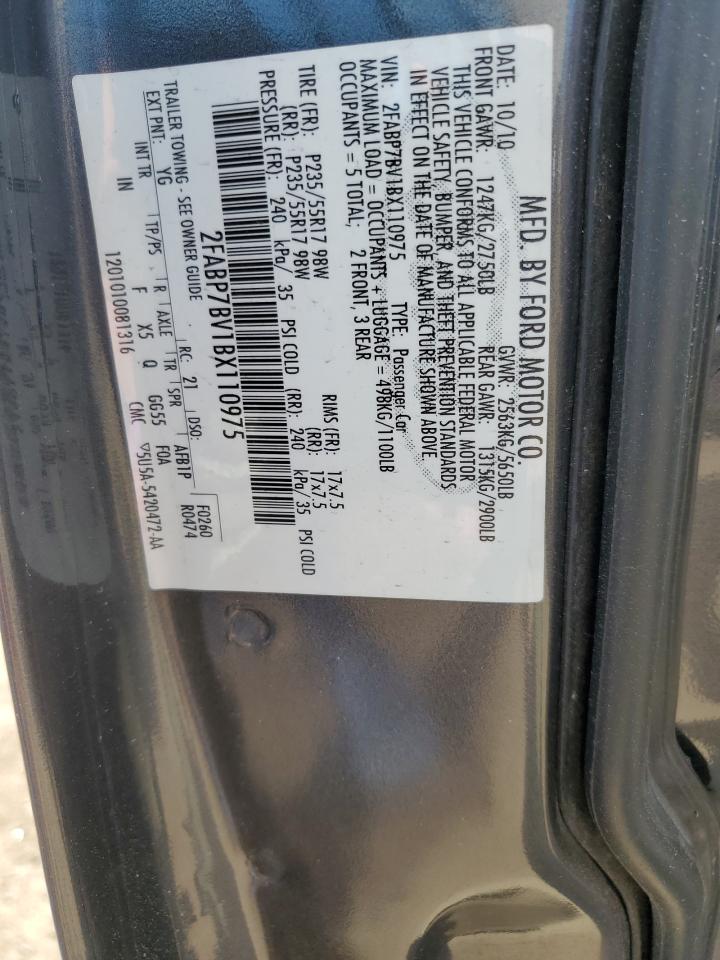 MFD. BY FORD MOTOR CO.
DATE: 10/10 GVWR: 2563KG/5650LB
FRONT GAWR: 1247KG/2750LB REAR GAWR: 1315KG/2900LB
THIS VEHICLE CONFORMS TO ALL APPLICABLE FEDERAL MOTOR
VEHICLE SAFETY, BUMPER, AND THEFT PREVENTION STANDARDS
IN EFFECT ON THE DATE OF MANUFACTURE SHOWN ABOVE.
VIN: 2FABP7BV1BX110975 TYPE: Passenger Car
MAXIMUM LOAD = OCCUPANTS + LUGGAGE = 498KG/1100LB
OCCUPANTS = 5 TOTAL; 2 FRONT, 3 REAR
TIRE (FR): P235/55R17 98W RIMS (FR): 17x7.5
(RR): P235/55R17 98W (RR): 17x7.5
PRESSURE (FR): 240 kPa/ 35 PSI COLD (RR): 240 kPa/35 PSI COLD
2FABP7BV1BX110975
TRAILER TOWING - SEE OWNER GUIDE F0260
EXT PNT: YG RC: 21 DSO: R0474
INT TR TP/PS R AXLE TR SPR AFB1P
IN F X5 Q GG55 F0A
1201010081316 CMC ▽5U5A-5420472-AA